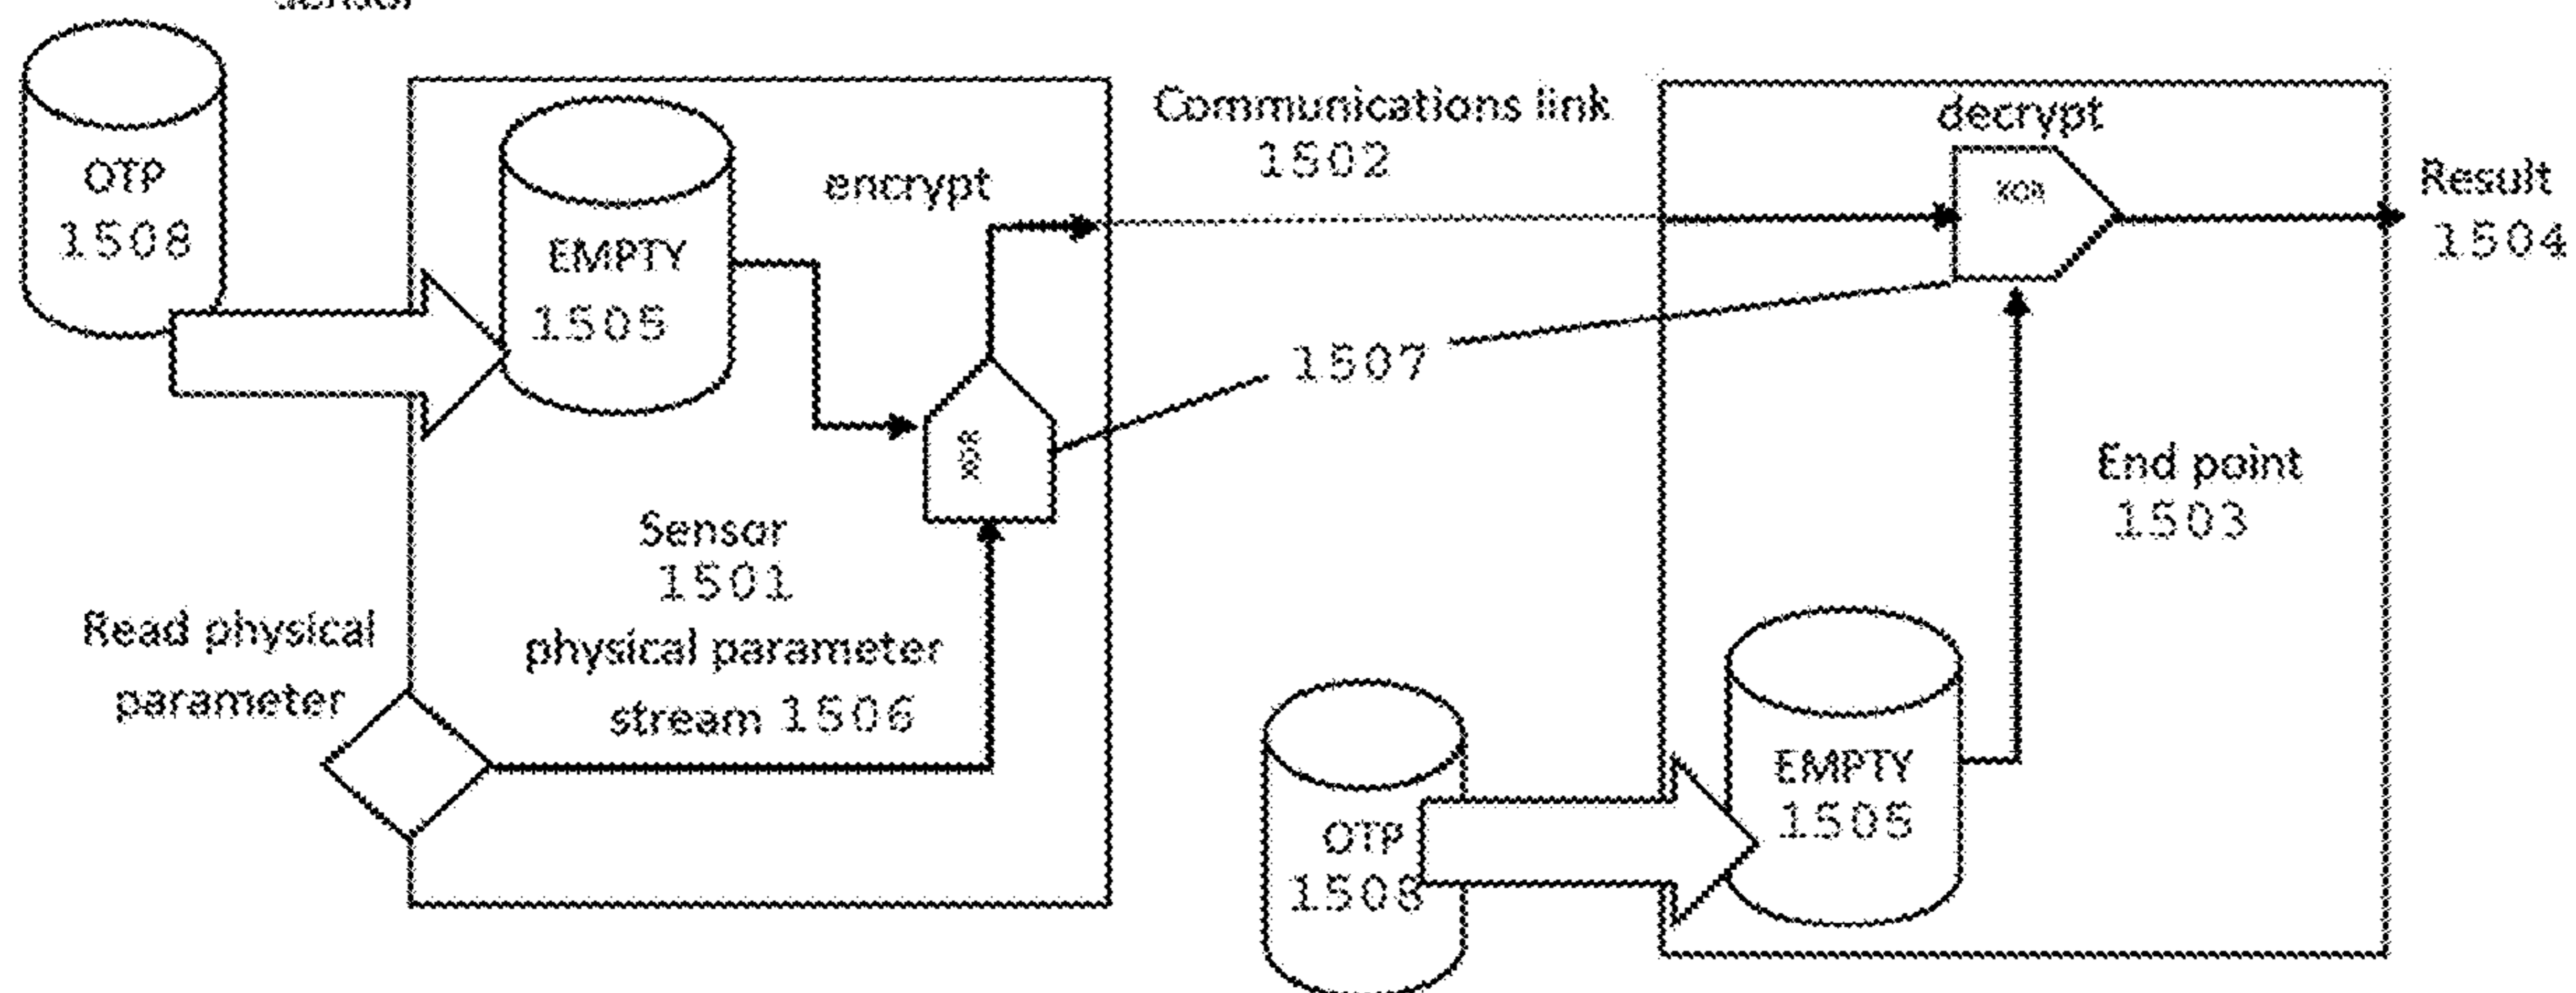 sensor
OTP
1508
EMPTY
1505
encrypt
XOR
Sensor
1501
physical parameter
stream 1506
Read physical
parameter
Communications link
1502
1507
decrypt
XOR
Result
1504
End point
1503
OTP
1508
EMPTY
1505